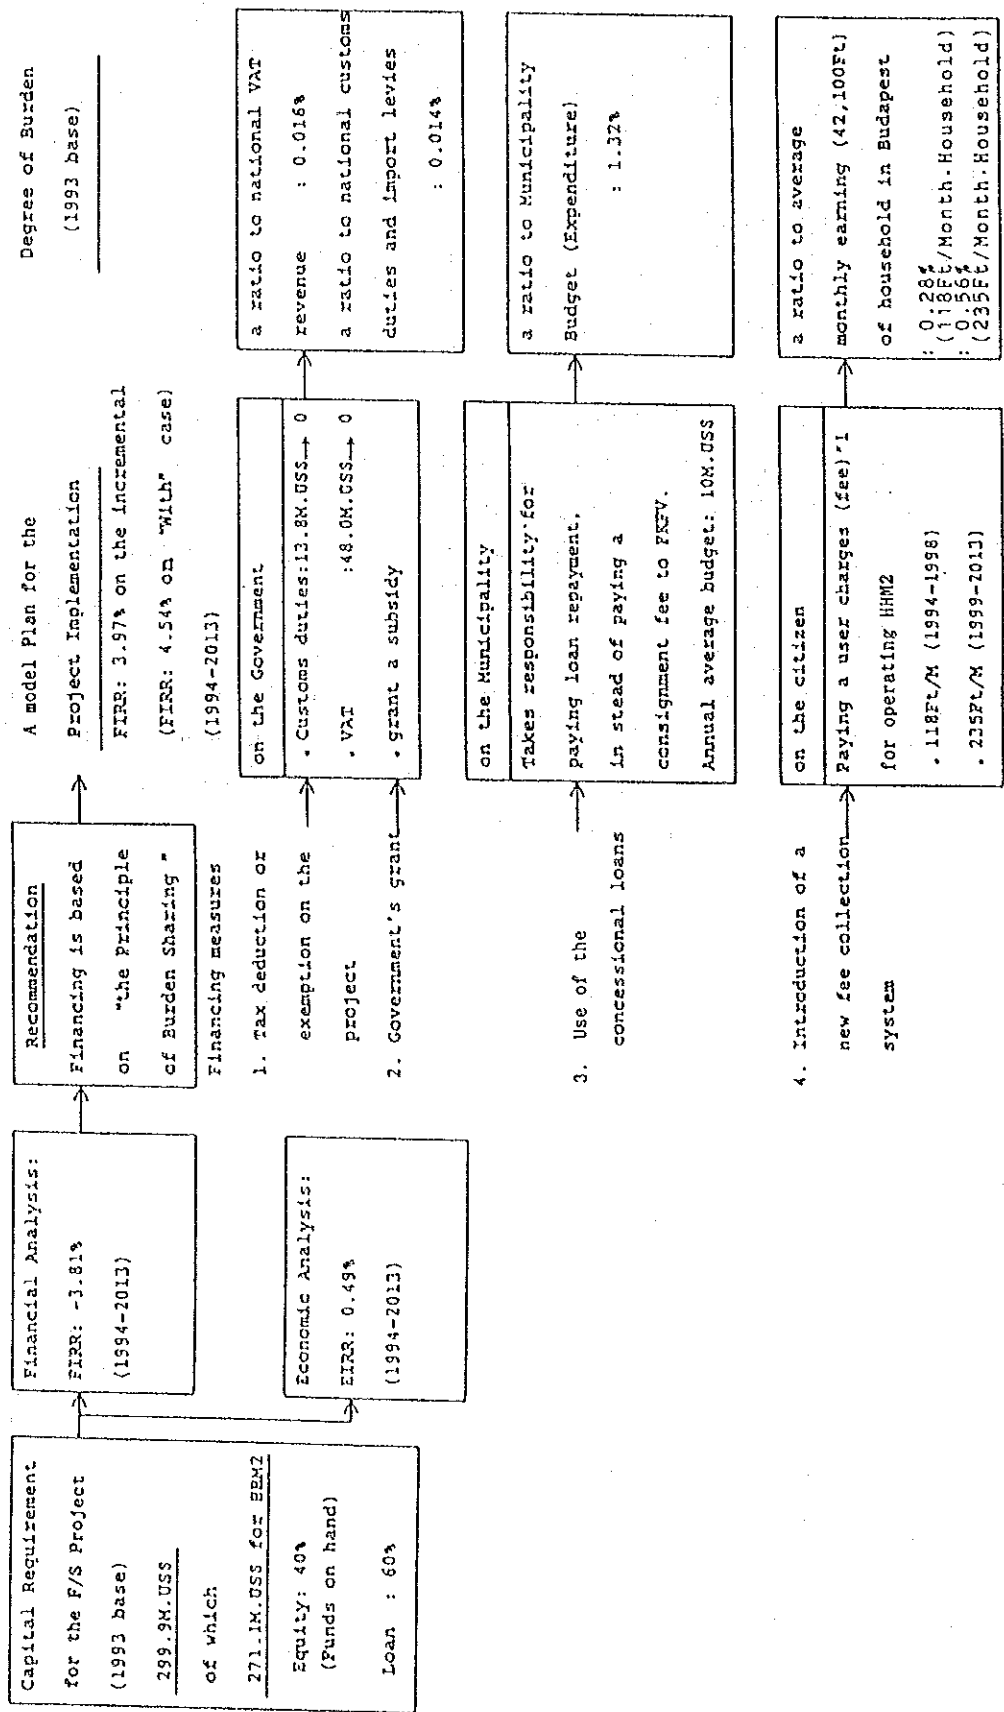 Capital Requirement
for the F/S Project
(1993 base)
299.9M.US$
of which
271.1M.US$ for HHM2
Equity: 40%
(Funds on hand)
Loan : 60%
Financial Analysis:
FIRR: -3.81%
(1994-2013)
Economic Analysis:
EIRR: 0.49%
(1994-2013)
Recommendation
Financing is based
on "the Principle
of Burden Sharing "
Financing measures
1. Tax deduction or
exemption on the
project
2. Government's grant
3. Use of the
concessional loans
4. Introduction of a
new fee collection
system
A model Plan for the
Project Implementation
FIRR: 3.97% on the incremental
(FIRR: 4.54% on "With" case)
(1994-2013)
on the Government
. Customs duties:13.8M.US$→ 0
. VAT :48.0M.US$→ 0
. grant a subsidy
on the Municipality
Takes responsibility for
paying loan repayment,
in stead of paying a
consignment fee to FKFV.
Annual average budget: 10M.US$
on the citizen
Paying a user charges (fee)*1
for operating HHM2
. 118Ft/M (1994-1998)
. 235Ft/M (1999-2013)
Degree of Burden
(1993 base)
a ratio to national VAT
revenue : 0.016%
a ratio to national customs
duties and import levies
: 0.014%
a ratio to Municipality
Budget (Expenditure)
: 1.32%
a ratio to average
monthly earning (42,100Ft)
of household in Budapest
: 0.28%
(118Ft/Month·Household)
: 0.56%
(235Ft/Month·Household)